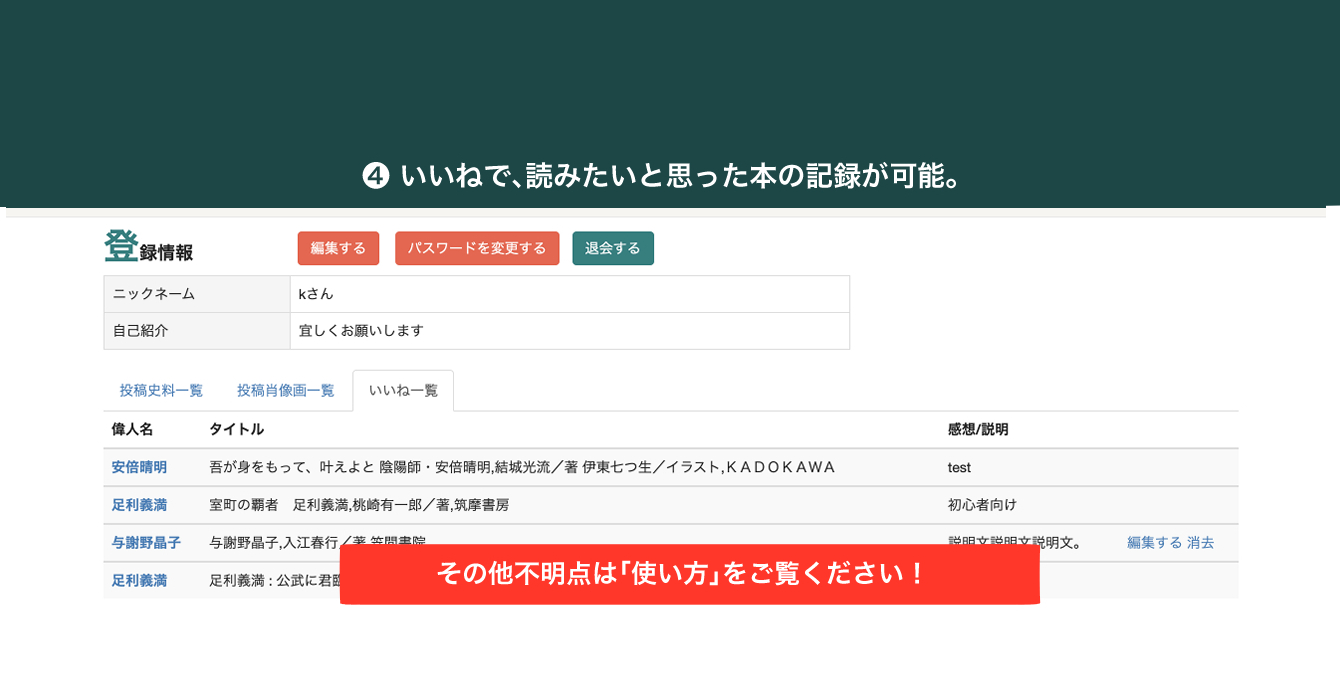 ❹ いいねで、読みたいと思った本の記録が可能。
登録情報 編集する パスワードを変更する 退会する
ニックネーム kさん
自己紹介 宜しくお願いします
投稿史料一覧 投稿肖像画一覧 いいね一覧
偉人名 タイトル 感想/説明
安倍晴明 吾が身をもって、叶えよと 陰陽師・安倍晴明,結城光流／著 伊東七つ生／イラスト,ＫＡＤＯＫＡＷＡ test
足利義満 室町の覇者　足利義満,桃崎有一郎／著,筑摩書房 初心者向け
与謝野晶子 与謝野晶子,入江春行／著,笠間書院 説明文説明文説明文。 編集する 消去
足利義満 足利義満 : 公武に君臨
その他不明点は「使い方」をご覧ください！